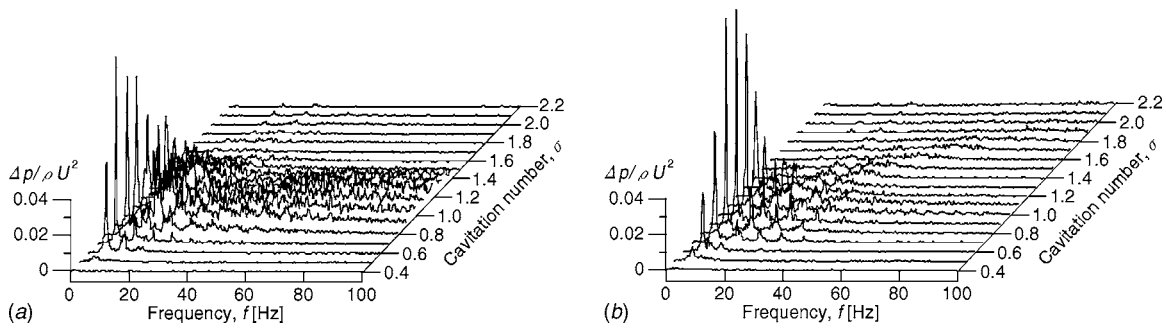 Δp/ρU²
0.04
0.02
0
0 20 40 60 80 100
Frequency, f [Hz]
0.4
0.6
0.8
1.0
1.2
1.4
1.6
1.8
2.0
2.2
Cavitation number, σ
(a)
Δp/ρU²
0.04
0.02
0
0 20 40 60 80 100
Frequency, f [Hz]
0.4
0.6
0.8
1.0
1.2
1.4
1.6
1.8
2.0
2.2
Cavitation number, σ
(b)